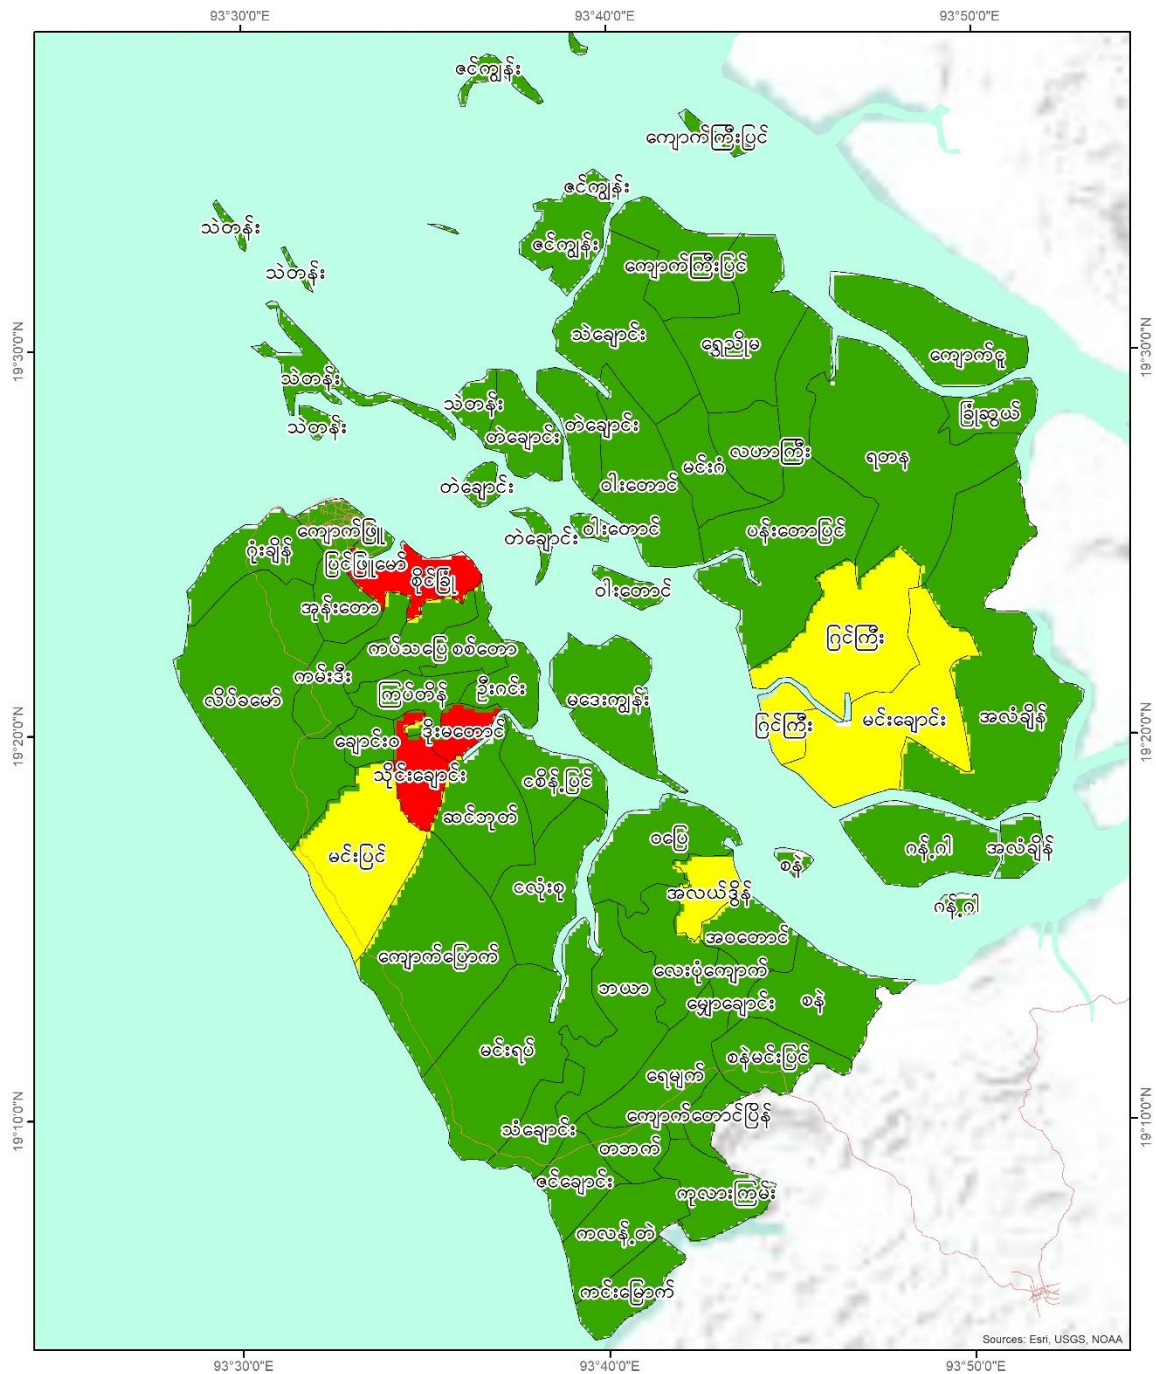 93°30'0"E
93°40'0"E
93°50'0"E
ဇင်ကျွန်း
ကျောက်ကြီးပြင်
ဇင်ကျွန်း
သဲတန်း
ဇင်ကျွန်း
ကျောက်ကြီးပြင်
သဲတန်း
19°30'0"N
သဲချောင်း
ရွှေညိုမ
ကျောက်ငူ
19°30'0"N
သဲတန်း
သဲတန်း
ခြုံဆွယ်
သဲတန်း
တဲချောင်း
တဲချောင်း
လဟာကြီး
မင်းဂံ
ရတန
တဲချောင်း
ဝါးတောင်
ကျောက်ဖြူ
တဲချောင်း
ဝါးတောင်
ပန်းတောပြင်
ဂုံးချိန်
ပြင်ဖြူမော်
စိုင်ခြုံ
ဝါးတောင်
အုန်းတော
ဂြင်ကြီး
ကပ်သပြေ
စစ်တော
ကမ်းဒီး
လိပ်ခမော်
ကြပ်တိန်
ဦးဂင်း
မဒေးကျွန်း
ဂြင်ကြီး
မင်းချောင်း
အလံချိန်
19°20'0"N
ချောင်းဝ
ဒိုးမတောင်
19°20'0"N
သိုင်းချောင်း
ငစိန့်ပြင်
ဆင်ဘုတ်
မင်းပြင်
ဝပြေ
စနဲ
ဂန့်ဂါ
အလံချိန်
ငလုံးစု
အလယ်ဒွိန်
ဂန့်ဂါ
အဝတောင်
ကျောက်ပြောက်
လေးပုံကျောက်
ဘယာ
မျှောချောင်း
စနဲ
မင်းရပ်
စနဲမင်းပြင်
ရေမျက်
19°10'0"N
သံချောင်း
ကျောက်တောင်ပြိန်
19°10'0"N
တဘက်
ဇင်ချောင်း
ကုလားကြမ်း
ကလန့်တဲ
ကင်းမြောက်
Sources: Esri, USGS, NOAA
93°30'0"E
93°40'0"E
93°50'0"E